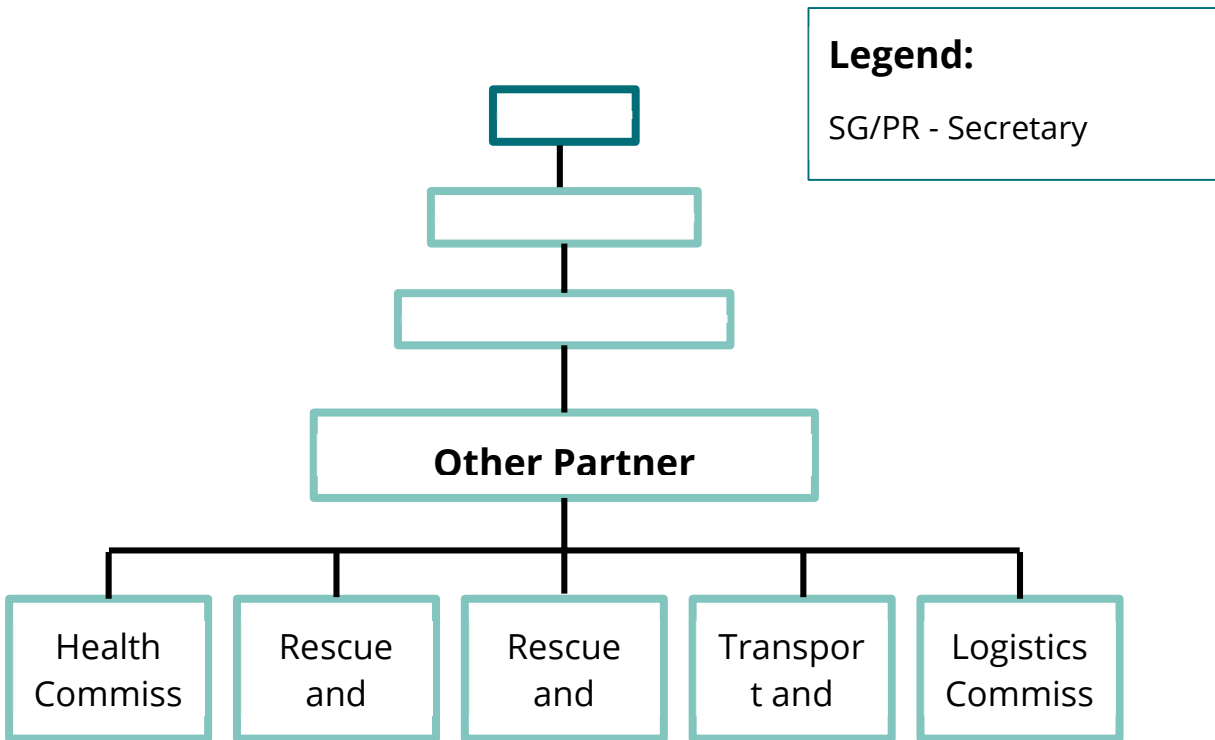 Legend:
SG/PR - Secretary
Other Partner
Health
Commiss
Rescue
and
Rescue
and
Transpor
t and
Logistics
Commiss